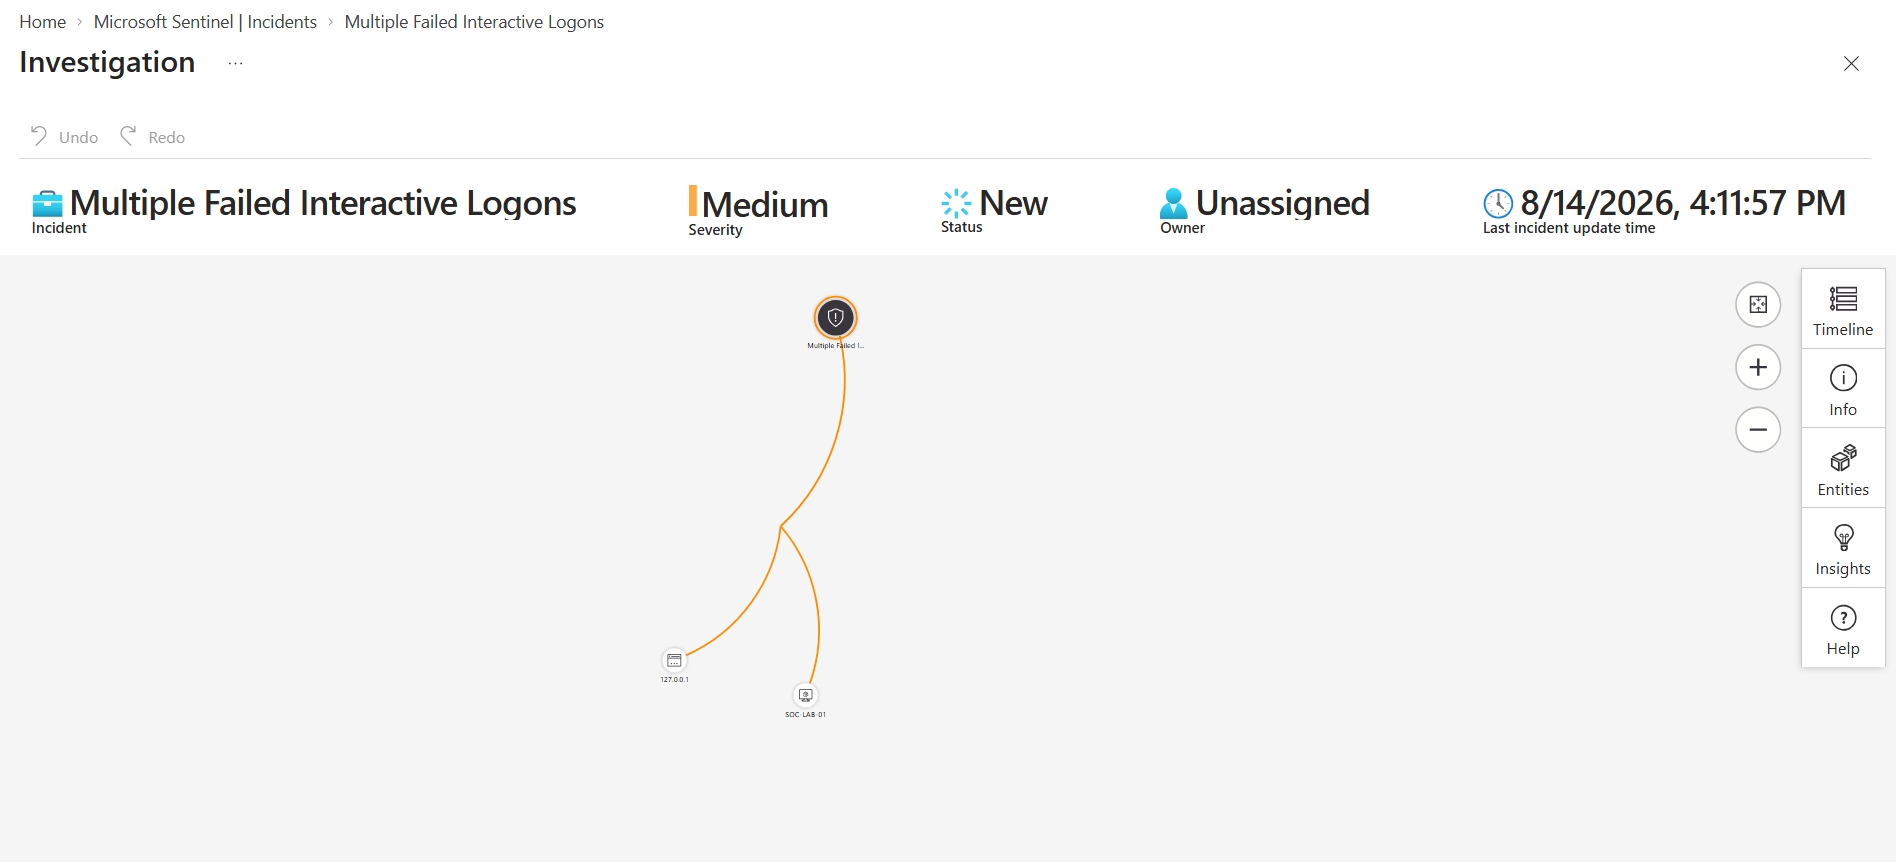 Home › Microsoft Sentinel | Incidents › Multiple Failed Interactive Logons
Investigation ...
Undo Redo
Multiple Failed Interactive Logons
Incident
Medium
Severity
New
Status
Unassigned
Owner
8/14/2026, 4:11:57 PM
Last incident update time
Multiple Failed I...
127.0.0.1
SOC-LAB-01
Timeline
Info
Entities
Insights
Help